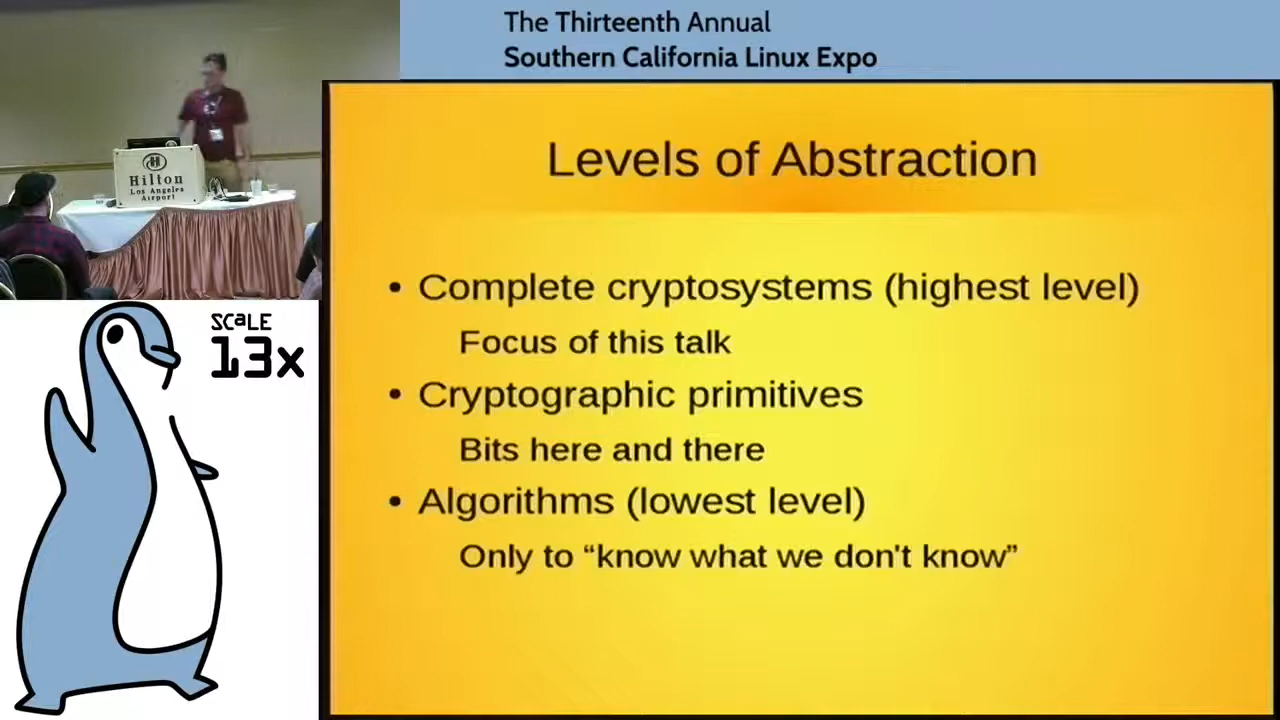 The Thirteenth Annual
Southern California Linux Expo
Hilton
Los Angeles
Airport
SCaLE
13x
Levels of Abstraction
• Complete cryptosystems (highest level)
Focus of this talk
• Cryptographic primitives
Bits here and there
• Algorithms (lowest level)
Only to “know what we don't know”